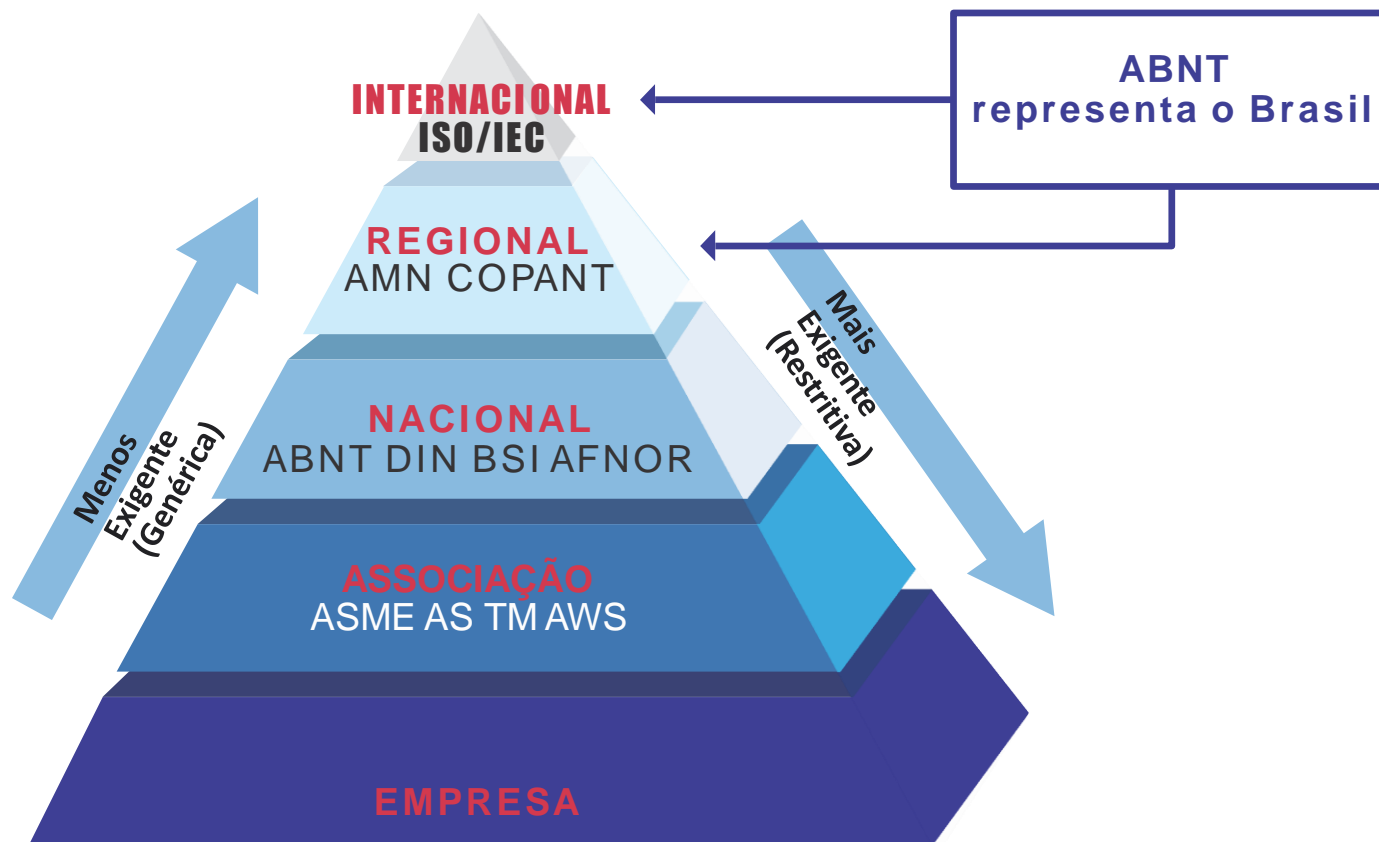 INTERNACIONAL
ISO/IEC
ABNT
representa o Brasil
REGIONAL
AMN COPANT
NACIONAL
ABNT DIN BSI AFNOR
ASSOCIAÇÃO
ASME AS TM AWS
EMPRESA
Menos
Exigente
(Genérica)
Mais
Exigente
(Restritiva)